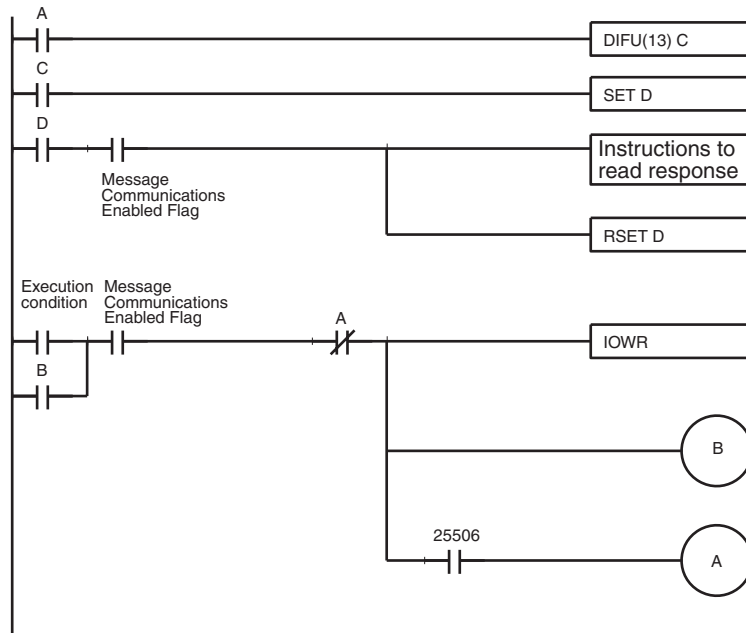 A
DIFU(13) C
C
SET D
D
Message
Communications
Enabled Flag
Instructions to
read response
RSET D
Execution
condition
Message
Communications
Enabled Flag
A
IOWR
B
B
25506
A